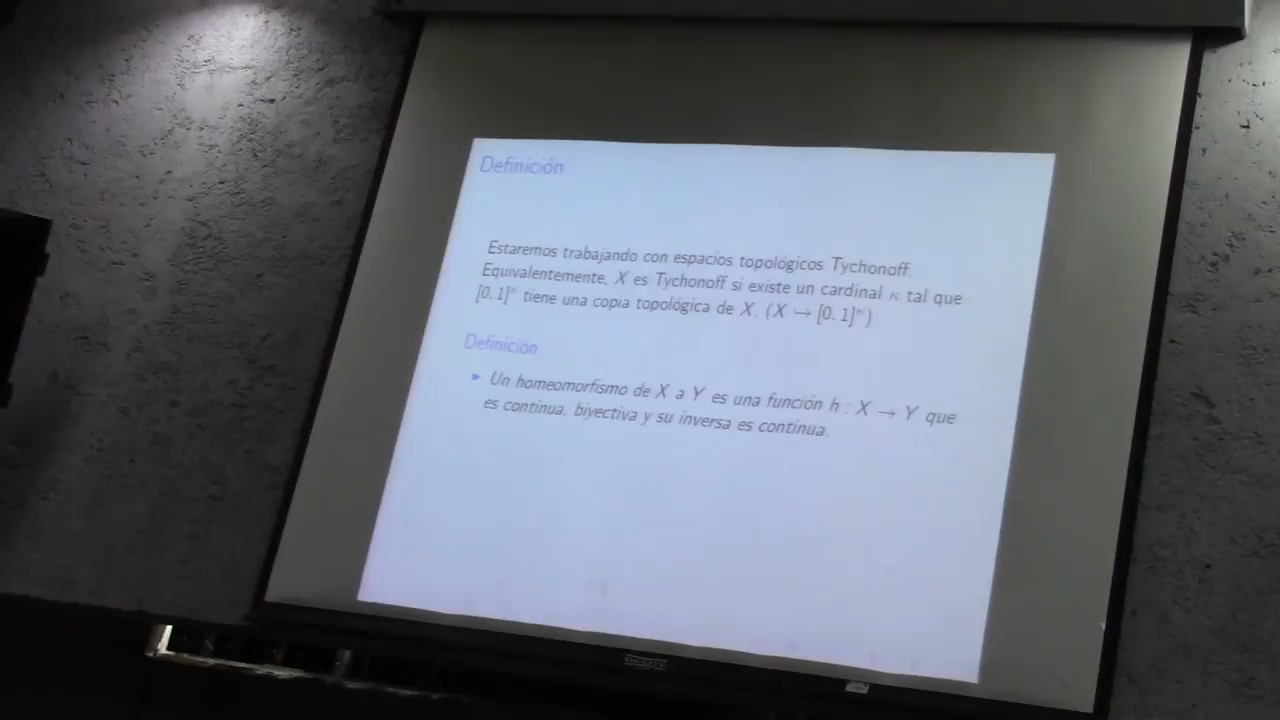 Definición
Estaremos trabajando con espacios topológicos Tychonoff.
Equivalentemente, X es Tychonoff si existe un cardinal κ tal que
[0, 1]^κ tiene una copia topológica de X. (X → [0, 1]^κ)
Definición
▶ Un homeomorfismo de X a Y es una función h : X → Y que
es continua, biyectiva y su inversa es continua.